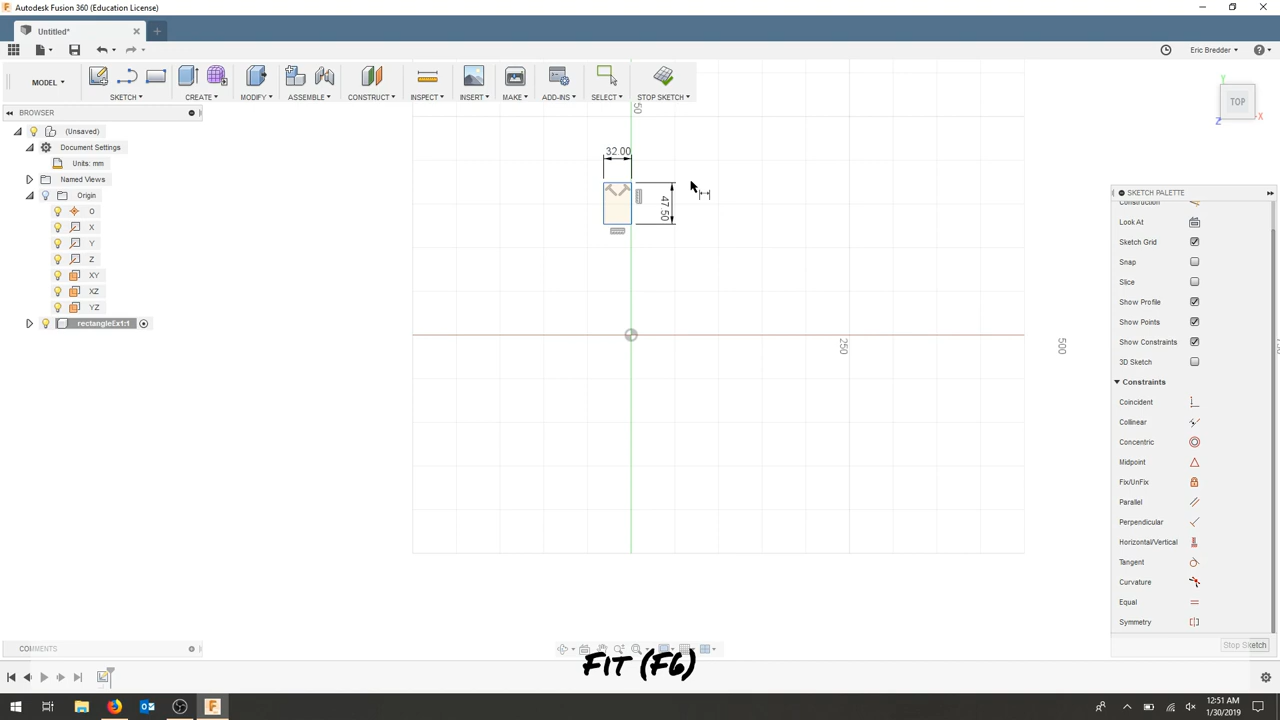 Autodesk Fusion 360 (Education License)
Untitled*
Eric Bredder
MODEL
SKETCH
CREATE
MODIFY
ASSEMBLE
CONSTRUCT
INSPECT
INSERT
MAKE
ADD-INS
SELECT
STOP SKETCH
TOP
Y
X
Z
BROWSER
(Unsaved)
Document Settings
Units: mm
Named Views
Origin
O
X
Y
Z
XY
XZ
YZ
rectangleEx1:1
50
32.00
47.50
250
500
SKETCH PALETTE
Construction
Look At
Sketch Grid
Snap
Slice
Show Profile
Show Points
Show Constraints
3D Sketch
Constraints
Coincident
Collinear
Concentric
Midpoint
Fix/UnFix
Parallel
Perpendicular
Horizontal/Vertical
Tangent
Curvature
Equal
Symmetry
Stop Sketch
COMMENTS
FIT (F6)
12:51 AM
1/30/2019